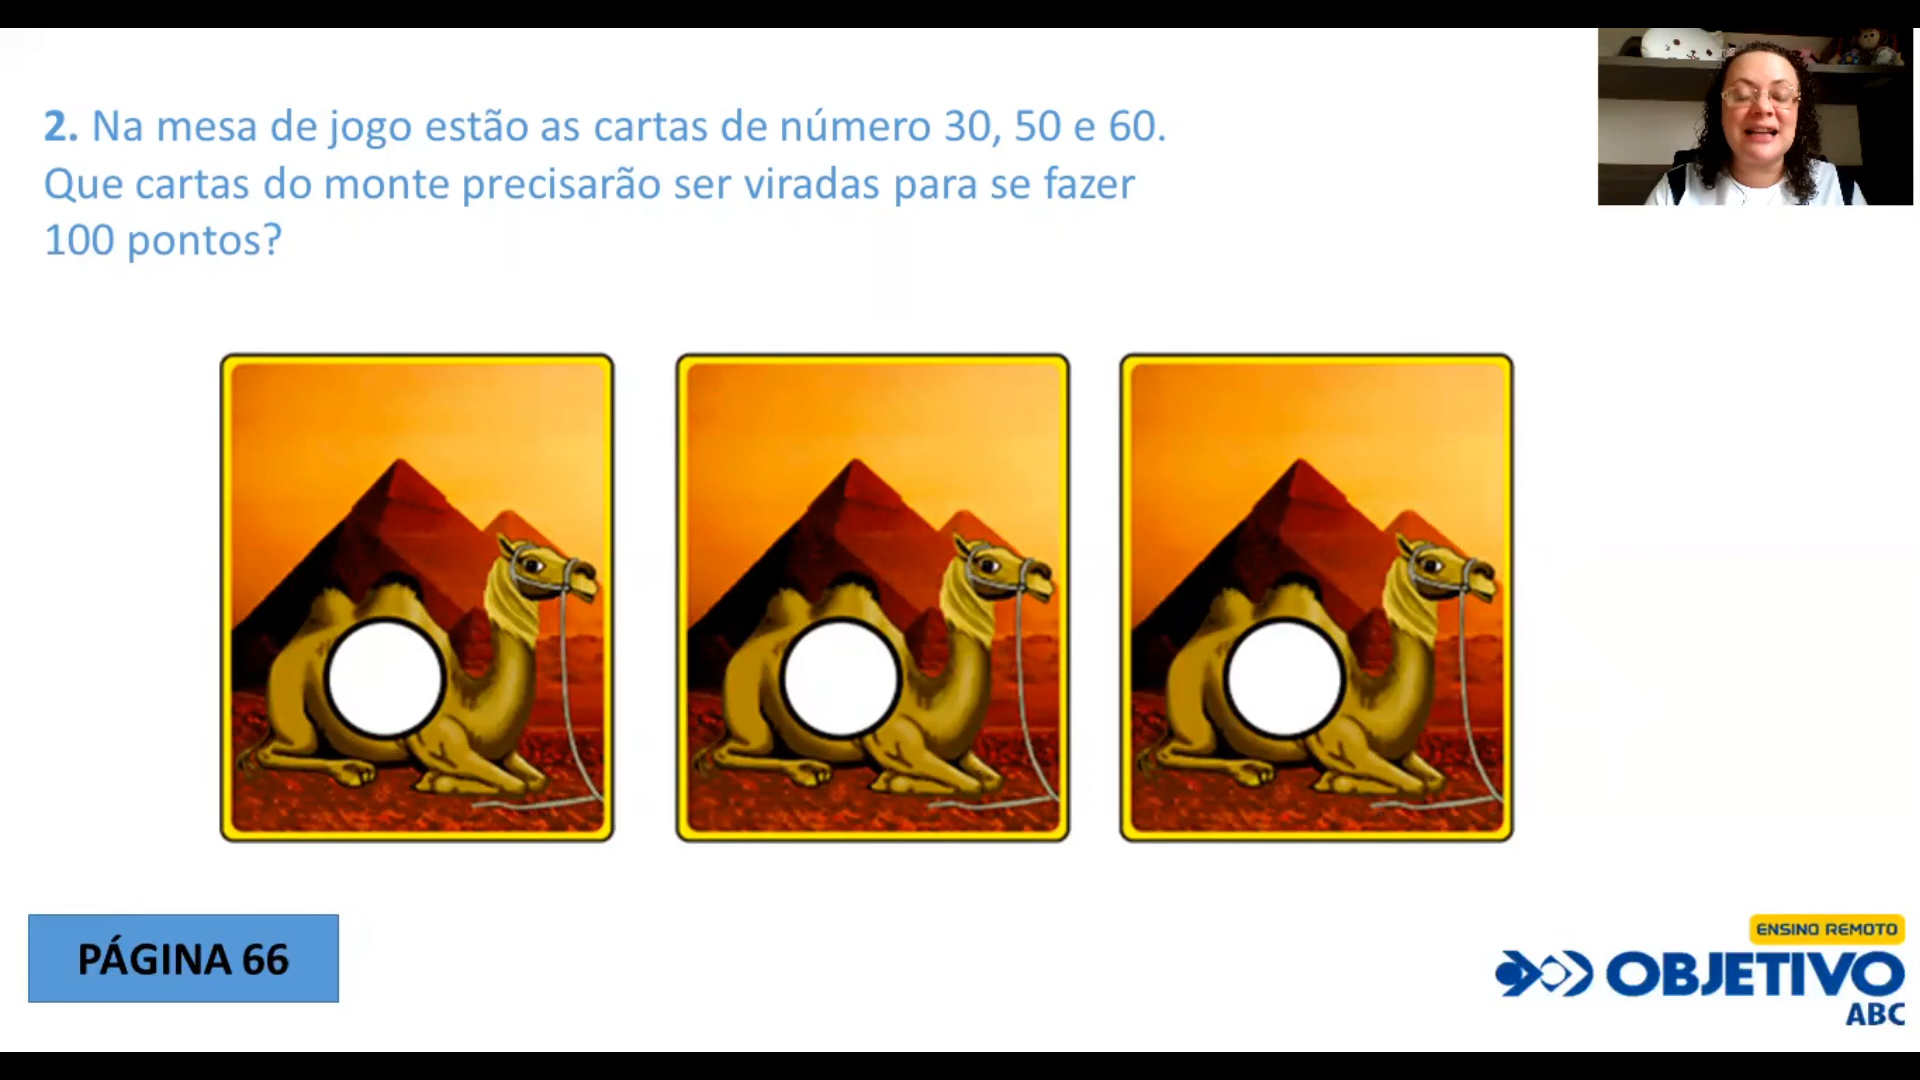 2. Na mesa de jogo estão as cartas de número 30, 50 e 60.
Que cartas do monte precisarão ser viradas para se fazer
100 pontos?
PÁGINA 66
ENSINO REMOTO
OBJETIVO
ABC